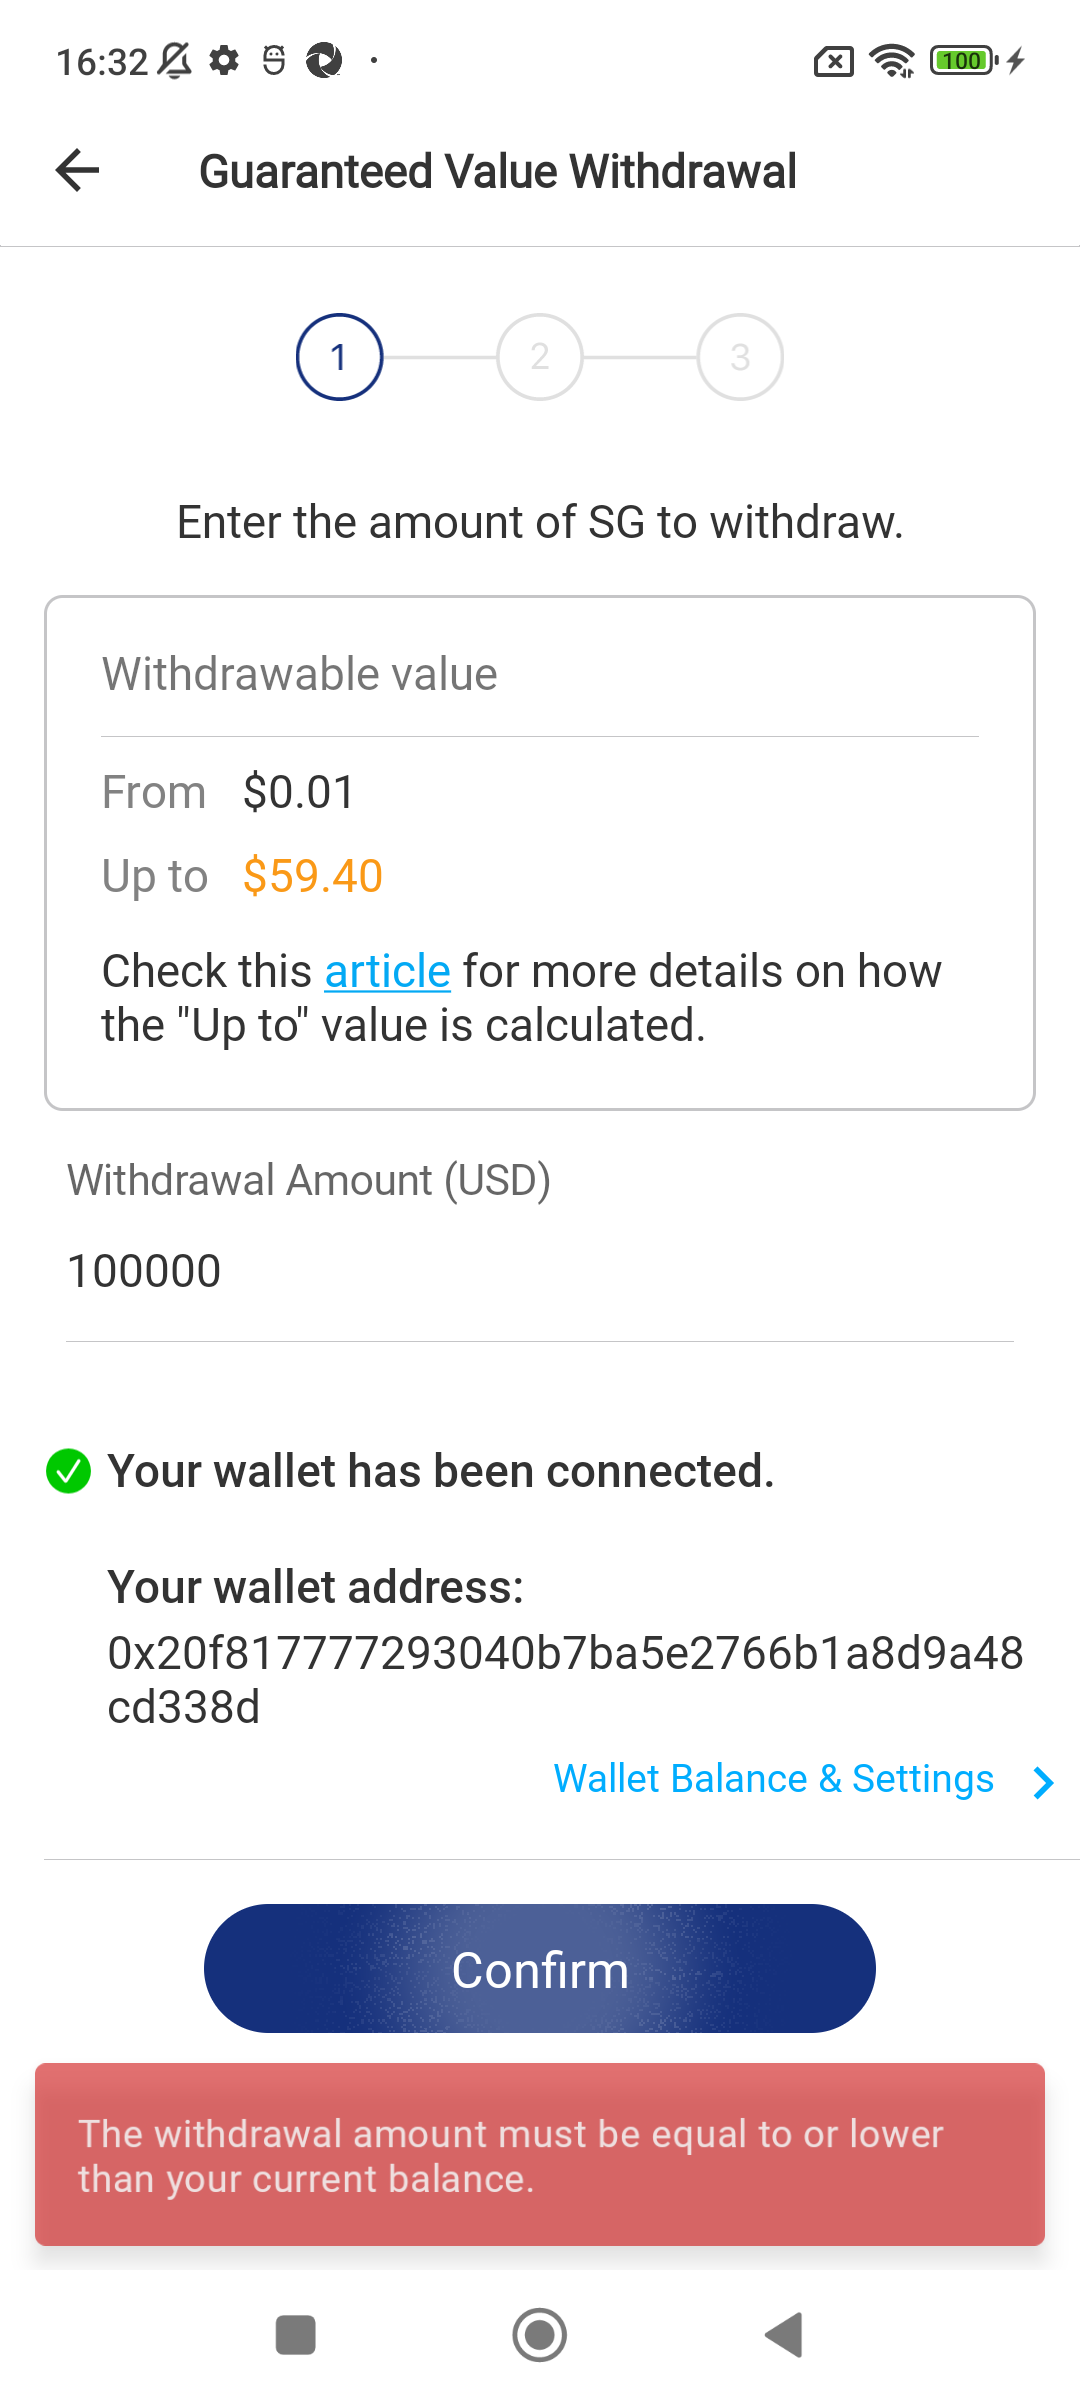 16:32
100
Guaranteed Value Withdrawal
1 2 3
Enter the amount of SG to withdraw.
Withdrawable value
From $0.01
Up to $59.40
Check this article for more details on how
the "Up to" value is calculated.
Withdrawal Amount (USD)
100000
Your wallet has been connected.
Your wallet address:
0x20f817777293040b7ba5e2766b1a8d9a48
cd338d
Wallet Balance & Settings
Confirm
The withdrawal amount must be equal to or lower
than your current balance.